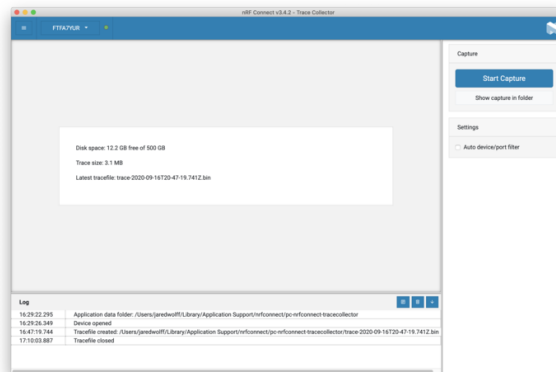 nRF Connect v3.4.2 - Trace Collector
FTFA7YUR
Capture
Start Capture
Show capture in folder
Settings
Auto device/port filter
Disk space: 12.2 GB free of 500 GB
Trace size: 3.1 MB
Latest tracefile: trace-2020-09-16T20-47-19.741Z.bin
Log
16:29:22.295 Application data folder: /Users/jaredwolff/Library/Application Support/nrfconnect/pc-nrfconnect-tracecollector
16:29:26.349 Device opened
16:47:19.744 Tracefile created: /Users/jaredwolff/Library/Application Support/nrfconnect/pc-nrfconnect-tracecollector/trace-2020-09-16T20-47-19.741Z.bin
17:10:03.887 Tracefile closed